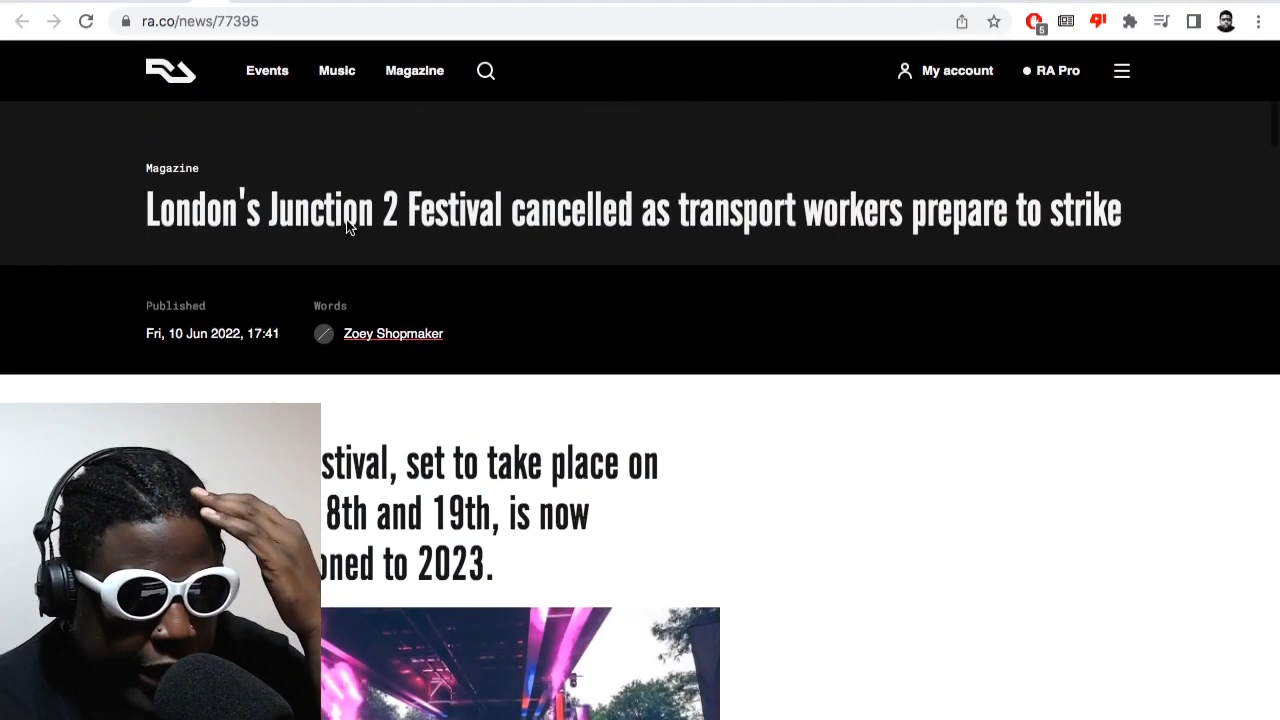 ra.co/news/77395
5
Events Music Magazine My account RA Pro
Magazine
London's Junction 2 Festival cancelled as transport workers prepare to strike
Published Words
Fri, 10 Jun 2022, 17:41 Zoey Shopmaker
stival, set to take place on
8th and 19th, is now
oned to 2023.